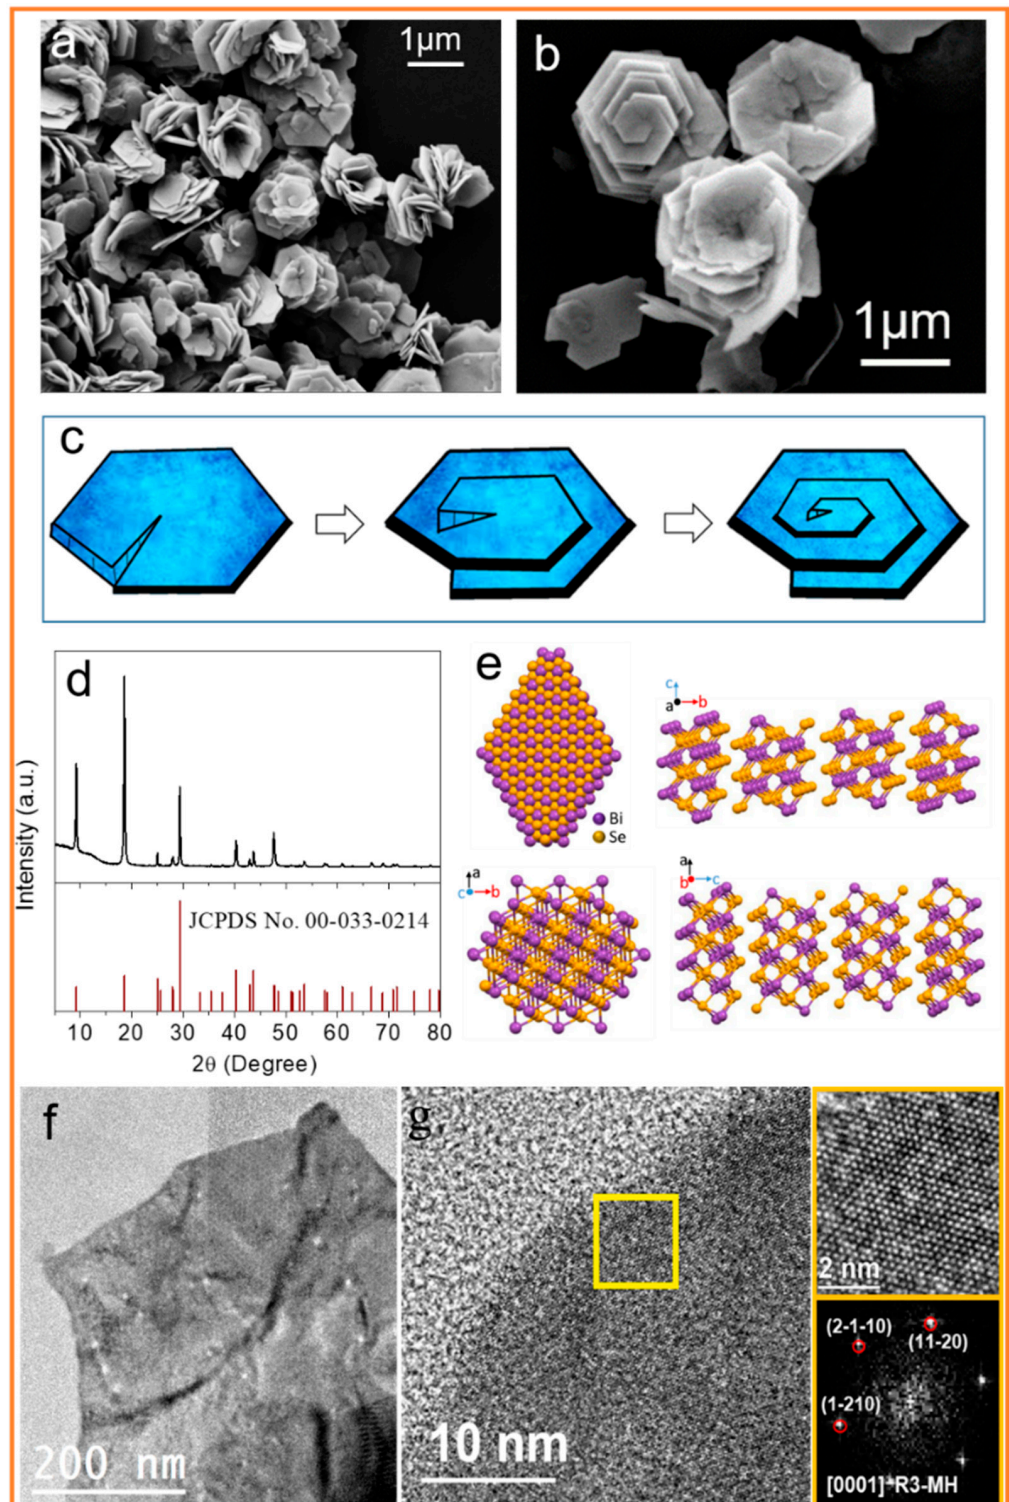 a
1μm
b
1μm
c
d
Intensity (a.u.)
JCPDS No. 00-033-0214
10 20 30 40 50 60 70 80
2θ (Degree)
e
Bi
Se
c
a b
a
c b
a
b c
f
200 nm
g
10 nm
2 nm
(2-1-10)
(11-20)
(1-210)
[0001] R3-MH